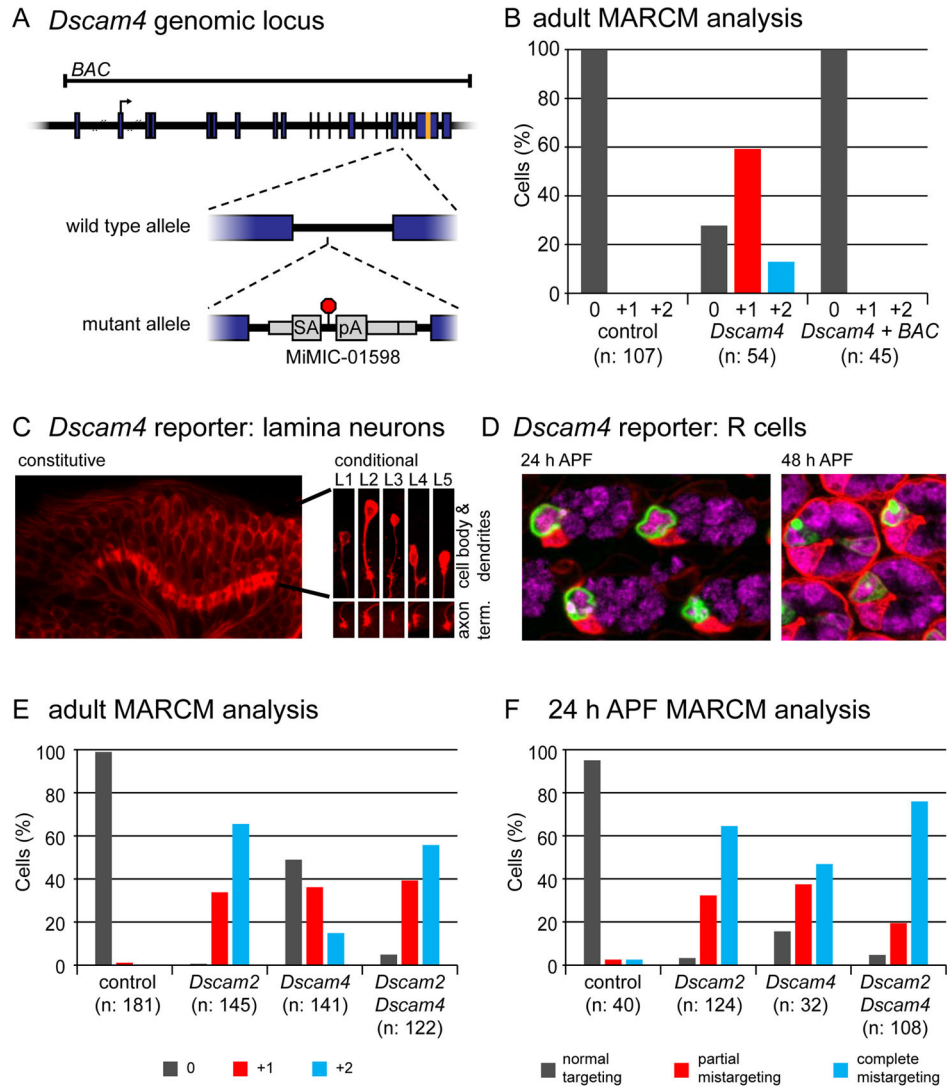 A Dscam4 genomic locus
BAC
wild type allele
mutant allele
SA
pA
MiMIC-01598
B adult MARCM analysis
Cells (%)
100
80
60
40
20
0
0 +1 +2 0 +1 +2 0 +1 +2
control Dscam4 Dscam4 + BAC
(n: 107) (n: 54) (n: 45)
C Dscam4 reporter: lamina neurons
constitutive
conditional
L1 L2 L3 L4 L5
cell body &
dendrites
axon
term.
D Dscam4 reporter: R cells
24 h APF
48 h APF
E adult MARCM analysis
Cells (%)
100
80
60
40
20
0
control Dscam2 Dscam4 Dscam2
(n: 181) (n: 145) (n: 141) Dscam4
(n: 122)
0 +1 +2
F 24 h APF MARCM analysis
Cells (%)
100
80
60
40
20
0
control Dscam2 Dscam4 Dscam2
(n: 40) (n: 124) (n: 32) Dscam4
(n: 108)
normal partial complete
targeting mistargeting mistargeting